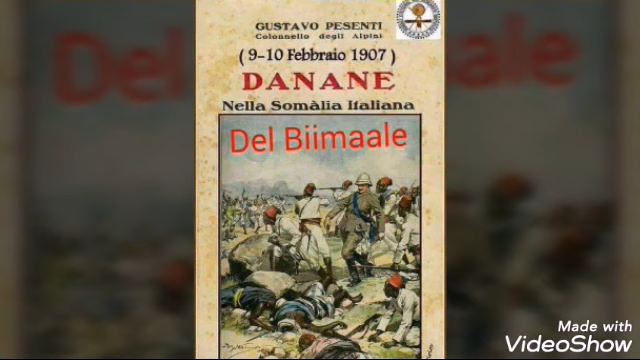 GUSTAVO PESENTI
Colonnello degli Alpini
( 9-10 Febbraio 1907 )
DANANE
Nella Somàlia Italiana
Del Biimaale
Made with
VideoShow